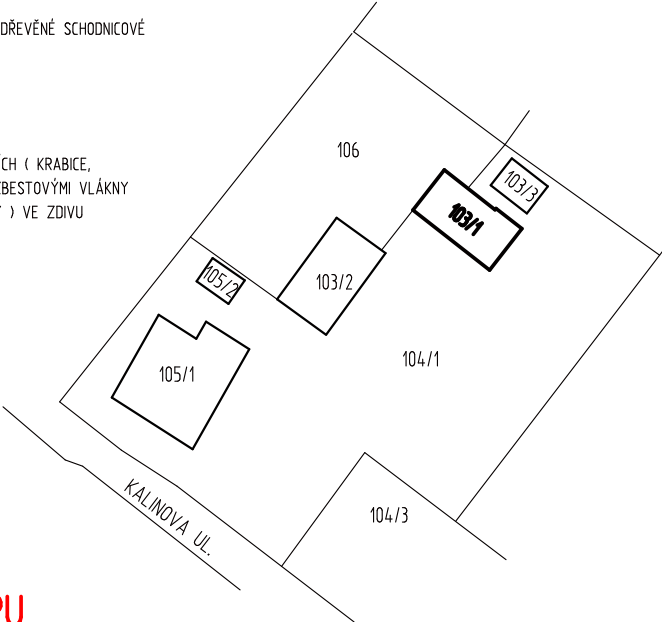 DŘEVĚNÉ SCHODNICOVÉ
106
CH ( KRABICE,
BESTOVÝMI VLÁKNY
) VE ZDIVU
103/3
103/1
105/2
103/2
104/1
105/1
104/3
KALINOVA UL.
PU